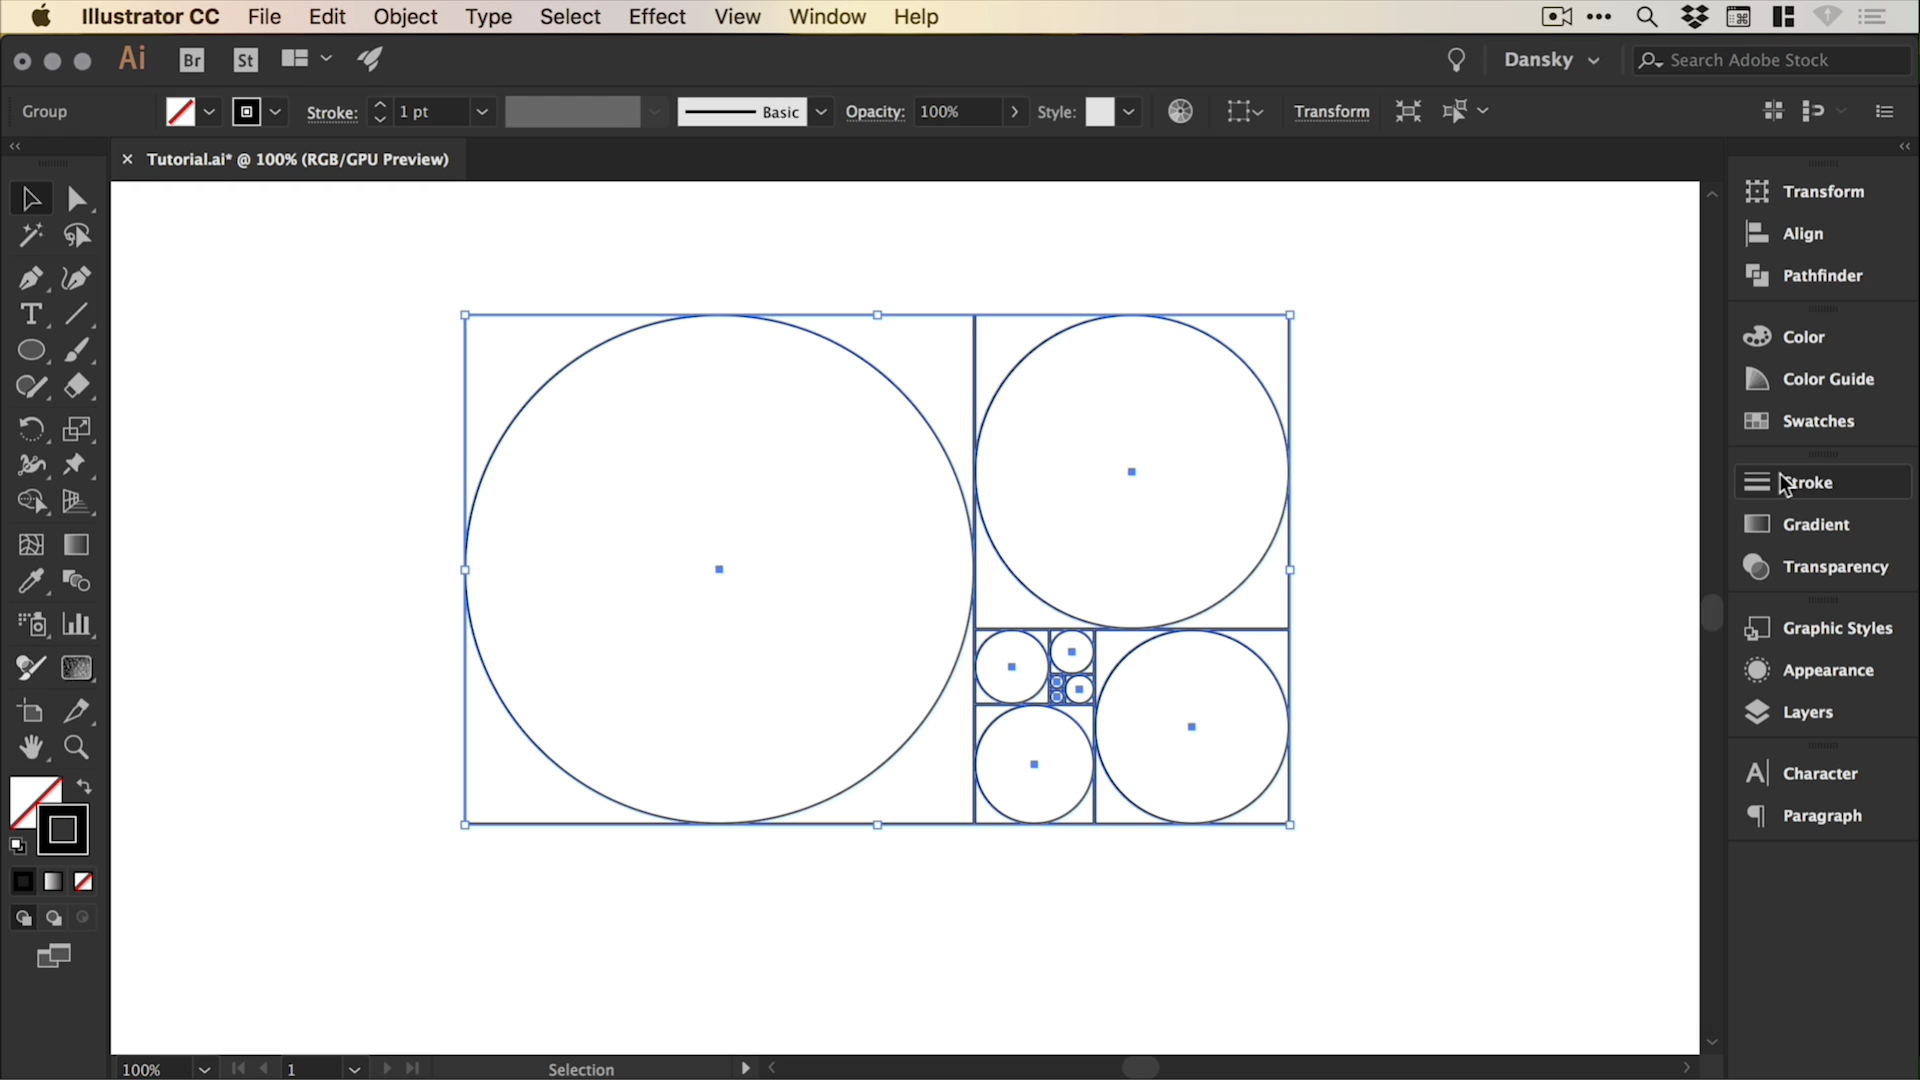 Illustrator CC File Edit Object Type Select Effect View Window Help
Ai Br St Dansky Search Adobe Stock
Group Stroke: 1 pt Basic Opacity: 100% Style: Transform
× Tutorial.ai* @ 100% (RGB/GPU Preview)
Transform
Align
Pathfinder
Color
Color Guide
Swatches
Stroke
Gradient
Transparency
Graphic Styles
Appearance
Layers
Character
Paragraph
100% 1 Selection